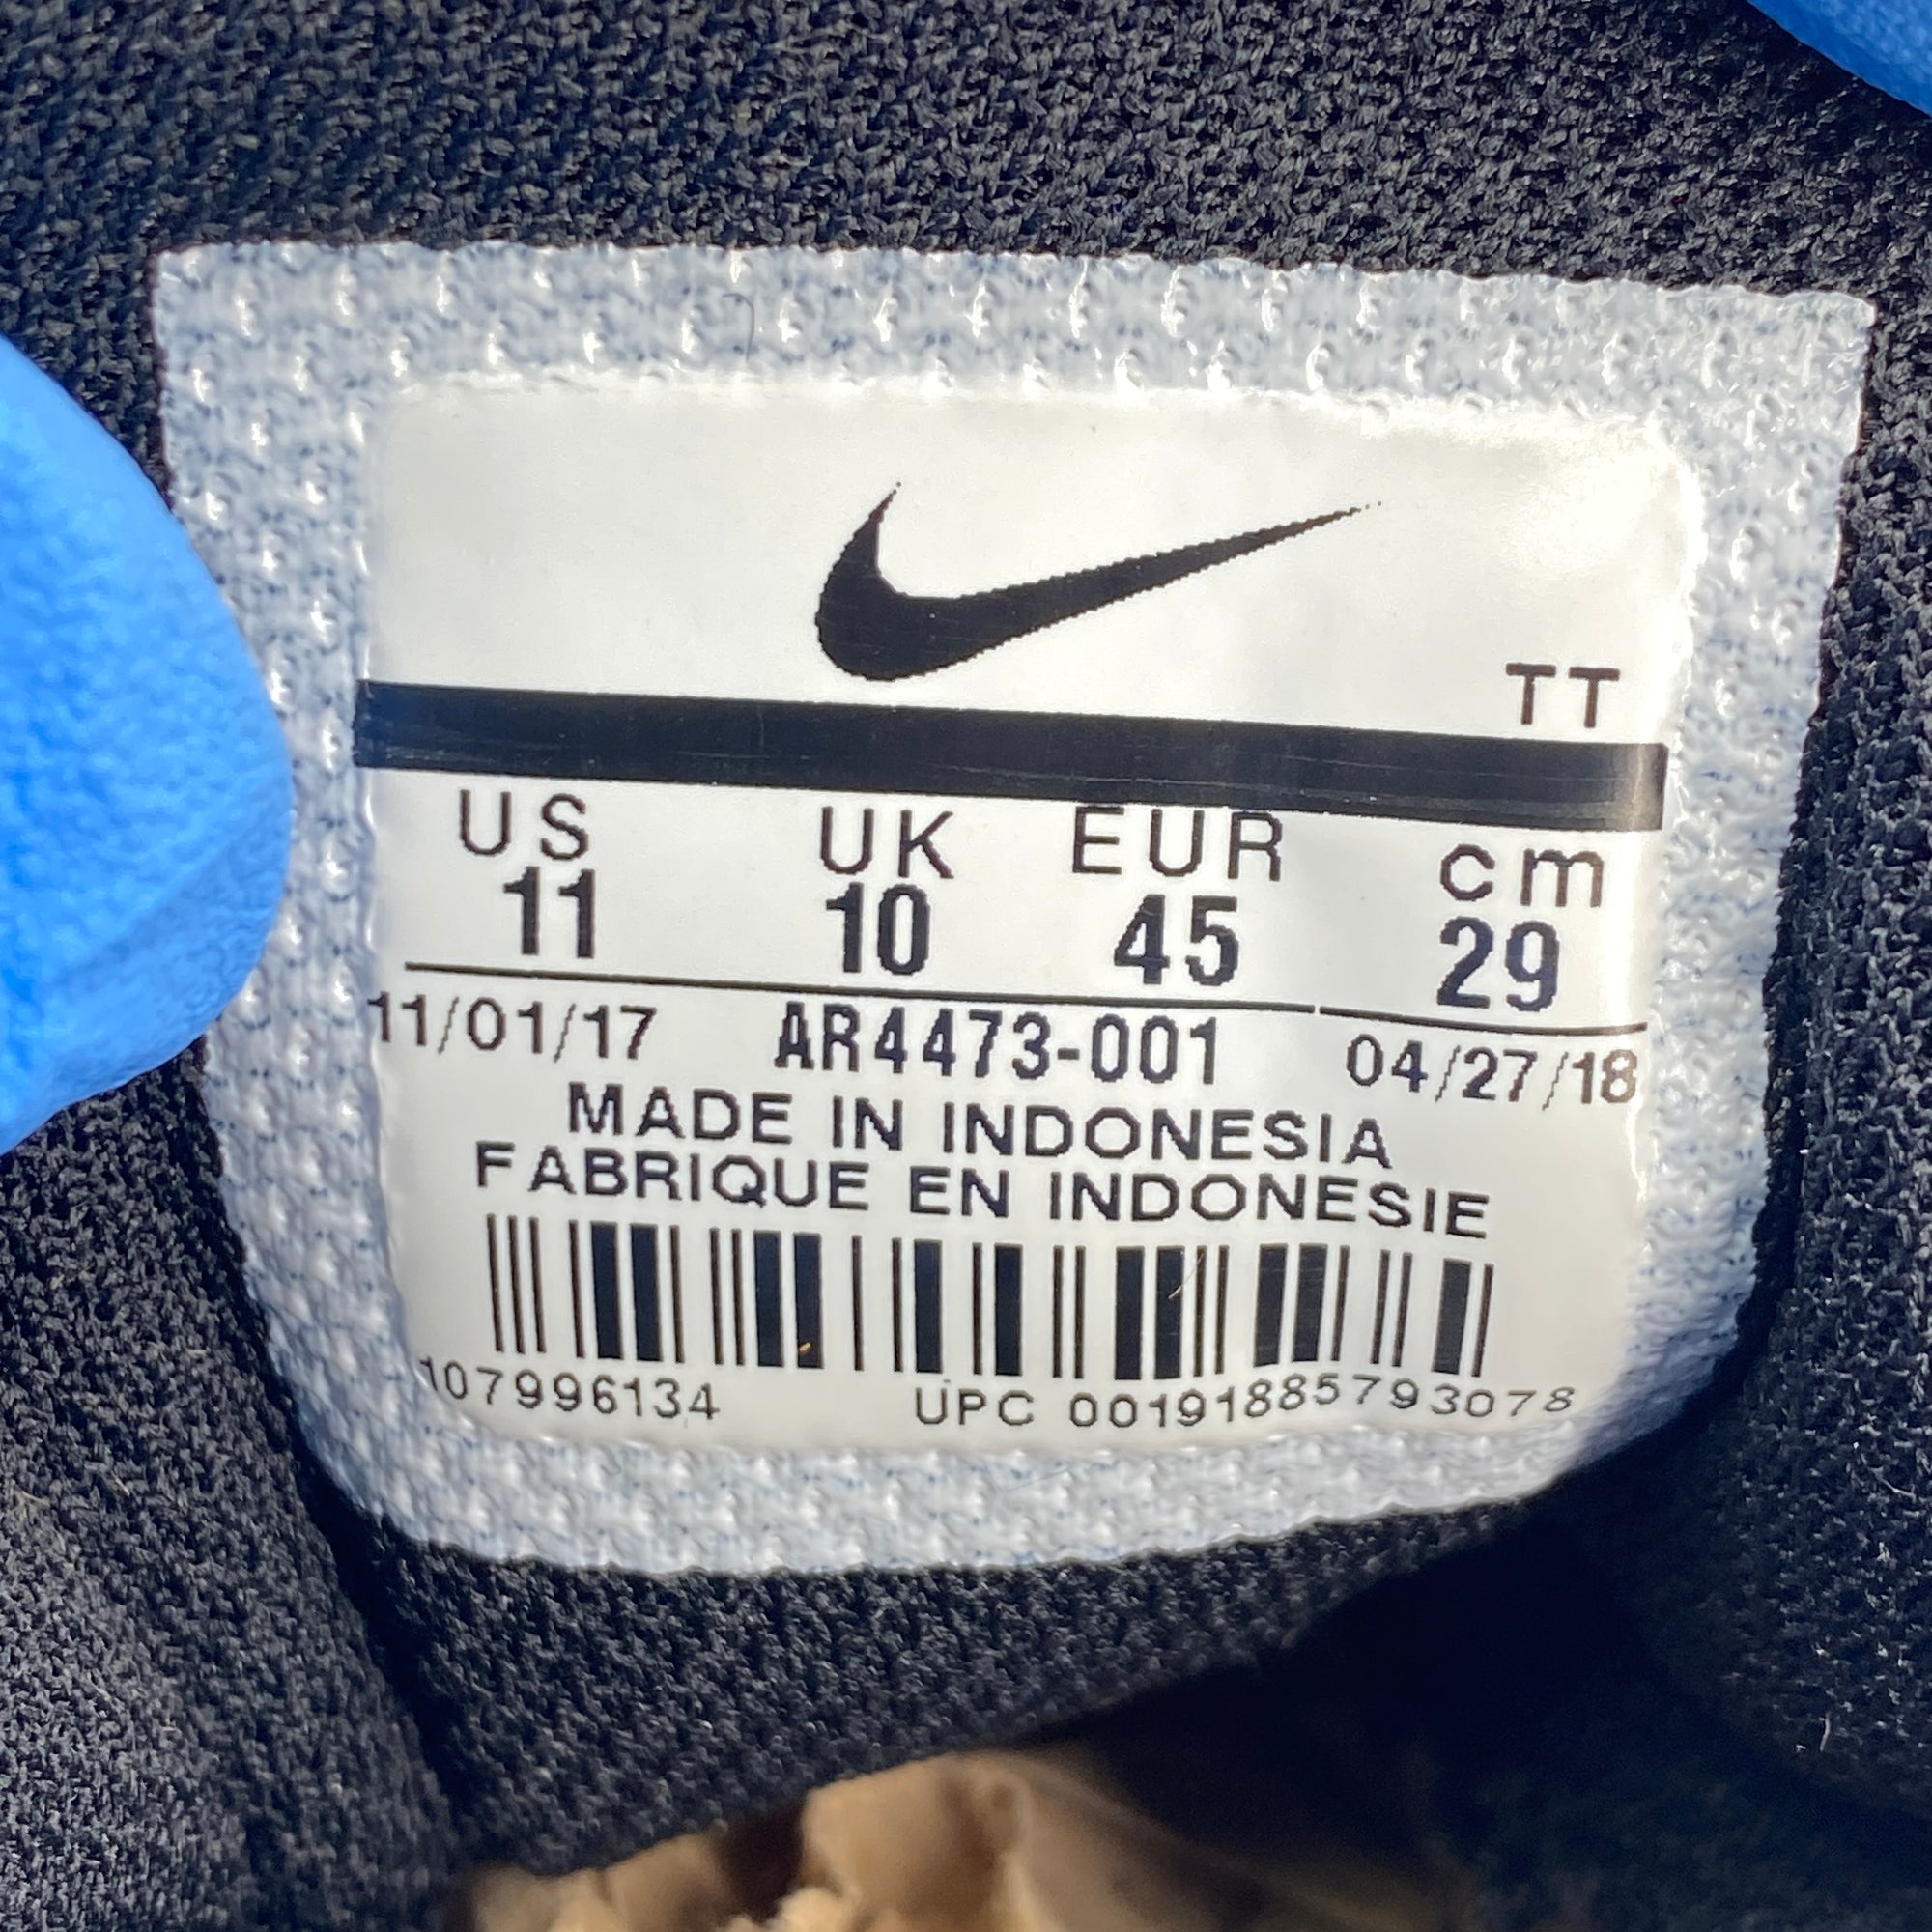 TT
US UK EUR cm
11 10 45 29
11/01/17 AR4473-001 04/27/18
MADE IN INDONESIA
FABRIQUE EN INDONESIE
107996134 UPC 00191885793078